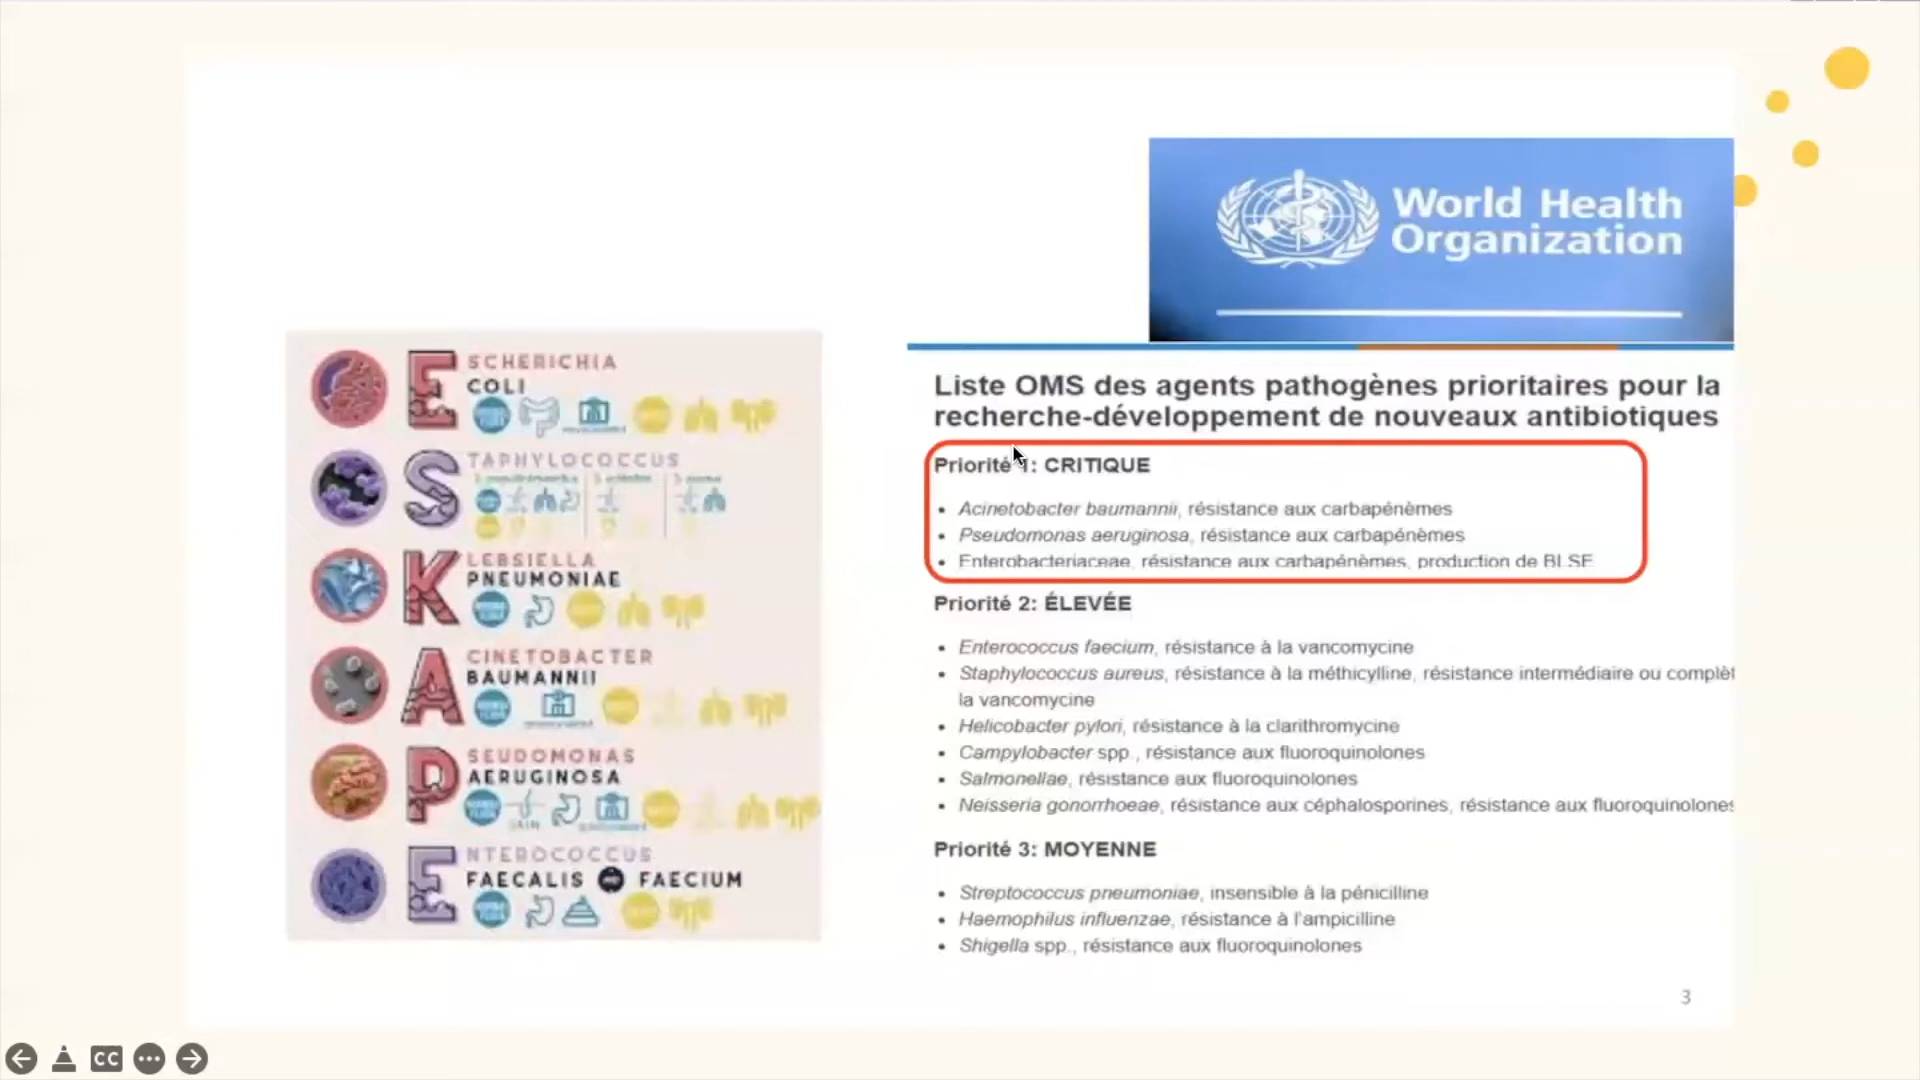 World Health
Organization
E SCHERICHIA
COLI
S TAPHYLOCOCCUS
K LEBSIELLA
PNEUMONIAE
A CINETOBACTER
BAUMANNII
P SEUDOMONAS
AERUGINOSA
SKIN
E NTEROCOCCUS
FAECALIS FAECIUM
Liste OMS des agents pathogènes prioritaires pour la
recherche-développement de nouveaux antibiotiques
Priorité 1: CRITIQUE
• Acinetobacter baumannii, résistance aux carbapénèmes
• Pseudomonas aeruginosa, résistance aux carbapénèmes
• Enterobacteriaceae, résistance aux carbapénèmes, production de BLSE
Priorité 2: ÉLEVÉE
• Enterococcus faecium, résistance à la vancomycine
• Staphylococcus aureus, résistance à la méthicylline, résistance intermédiaire ou complèt
la vancomycine
• Helicobacter pylori, résistance à la clarithromycine
• Campylobacter spp., résistance aux fluoroquinolones
• Salmonellae, résistance aux fluoroquinolones
• Neisseria gonorrhoeae, résistance aux céphalosporines, résistance aux fluoroquinolones
Priorité 3: MOYENNE
• Streptococcus pneumoniae, insensible à la pénicilline
• Haemophilus influenzae, résistance à l'ampicilline
• Shigella spp., résistance aux fluoroquinolones
3
CC